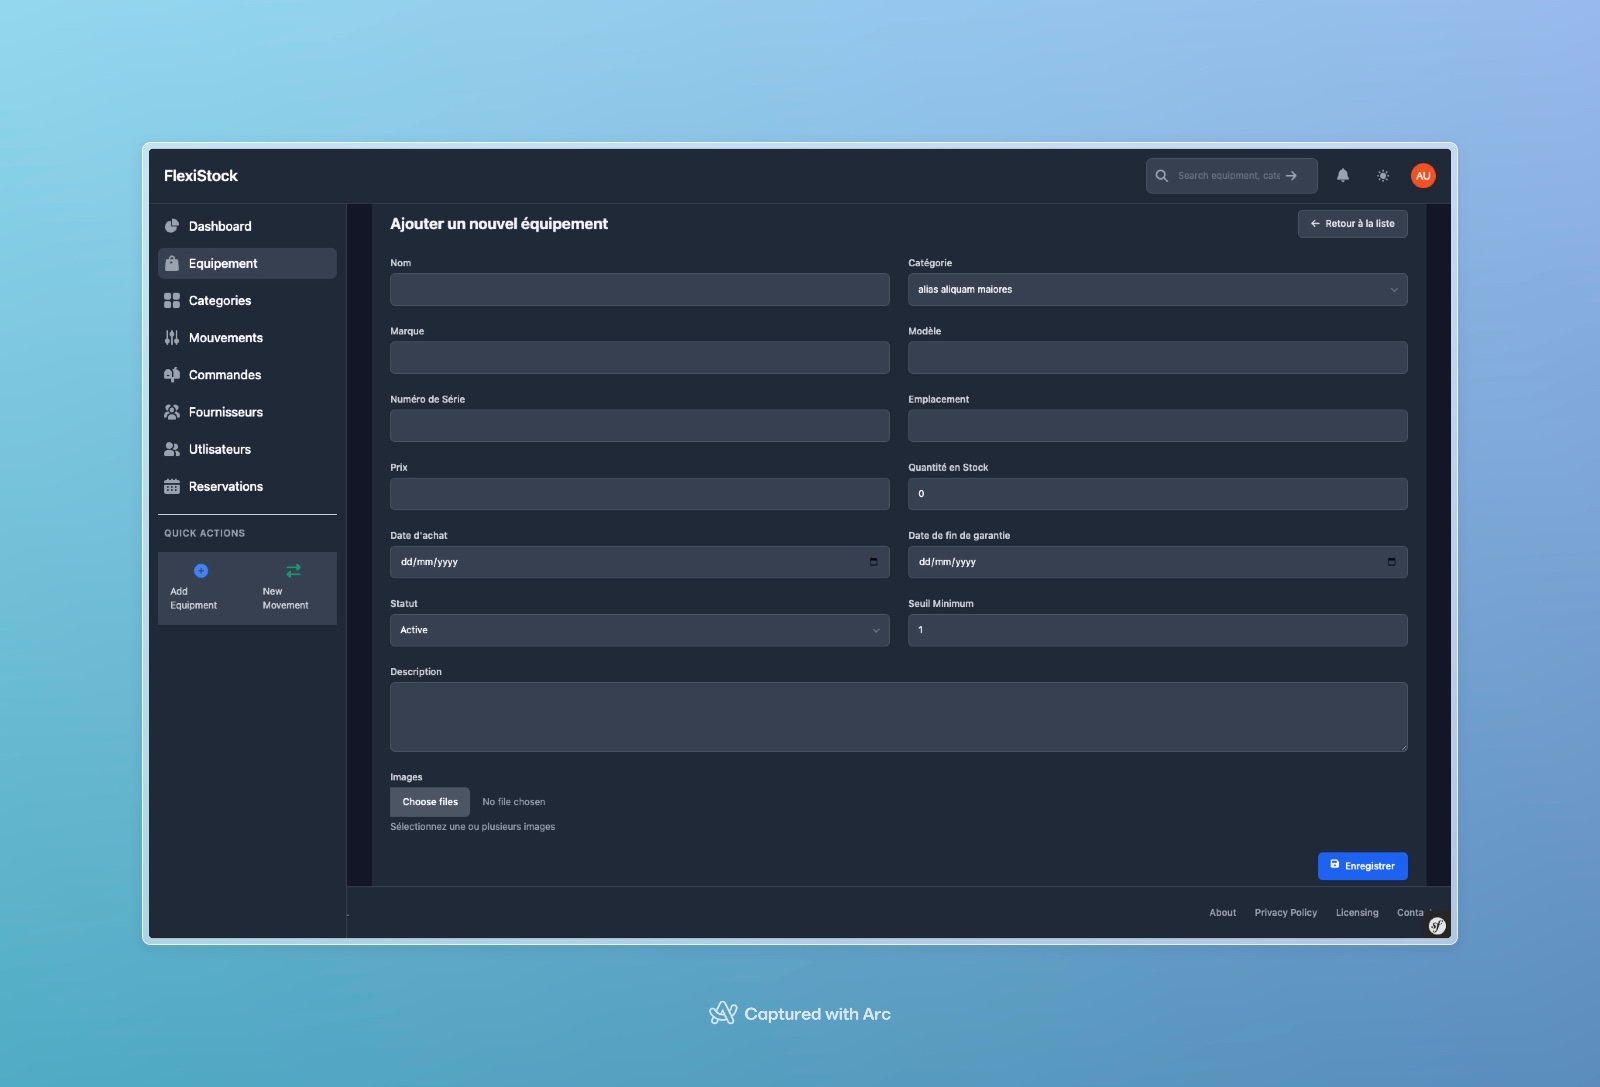 FlexiStock
Search equipment, cate
AU
Dashboard
Equipement
Categories
Mouvements
Commandes
Fournisseurs
Utlisateurs
Reservations
QUICK ACTIONS
Add
Equipment
New
Movement
Ajouter un nouvel équipement
Retour à la liste
Nom
Catégorie
alias aliquam maiores
Marque
Modèle
Numéro de Série
Emplacement
Prix
Quantité en Stock
0
Date d'achat
Date de fin de garantie
dd/mm/yyyy
dd/mm/yyyy
Statut
Seuil Minimum
Active
1
Description
Images
Choose files No file chosen
Sélectionnez une ou plusieurs images
Enregistrer
About Privacy Policy Licensing Conta
sf
Captured with Arc